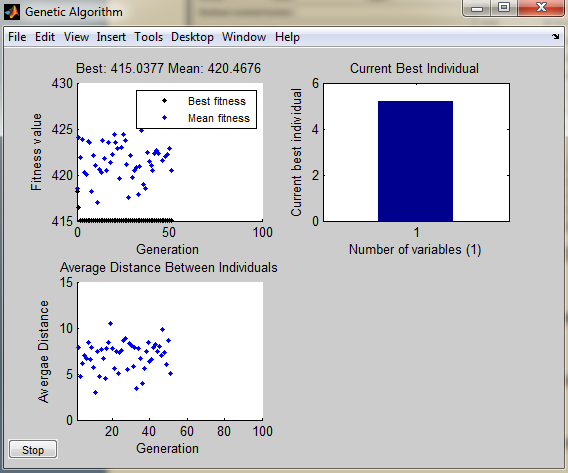 Genetic Algorithm
File Edit View Insert Tools Desktop Window Help
Best: 415.0377 Mean: 420.4676
430
425
420
415
Fitness value
Best fitness
Mean fitness
0 50 100
Generation
Current Best Individual
6
4
2
0
Current best individual
1
Number of variables (1)
Average Distance Between Individuals
15
10
5
0
Avergae Distance
20 40 60 80 100
Generation
Stop